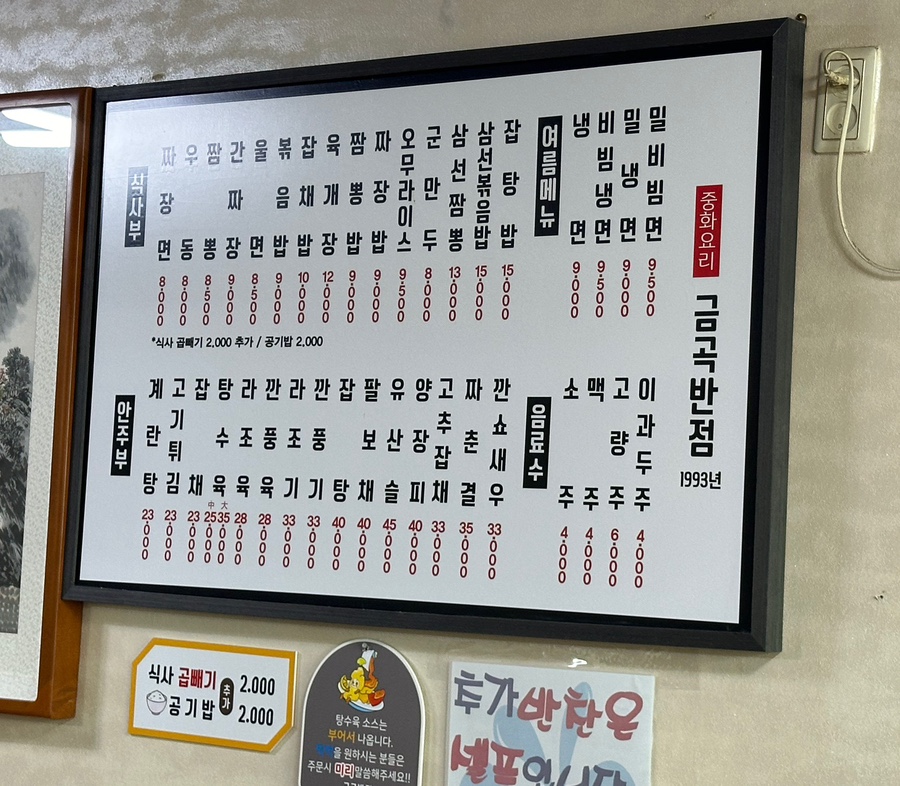 중화요리
금곡반점
1993년
식사부
짜장면 8,000
우동 8,000
짬뽕 8,500
간짜장 9,000
울면 8,500
볶음밥 9,000
잡채밥 10,000
육개장 12,000
짬뽕밥 9,000
짜장밥 9,000
오무라이스 9,500
군만두 8,000
삼선짬뽕 13,000
삼선볶음밥 15,000
잡탕밥 15,000
*식사 곱빼기 2,000 추가 / 공기밥 2,000
여름메뉴
냉면 9,000
비빔냉면 9,500
밀냉면 9,000
밀비빔면 9,500
안주부
계란탕 23,000
고기튀김 23,000
잡채 23,000
탕수육 中 25,000 大 35,000
라조육 28,000
깐풍육 28,000
라조기 33,000
깐풍기 33,000
잡탕 40,000
팔보채 40,000
유산슬 45,000
양장피 40,000
고추잡채 33,000
짜춘결 35,000
깐쇼새우 33,000
음료수
소주 4,000
맥주 4,000
고량주 6,000
이과두주 4,000
식사 곱빼기 추가 2.000
공기밥 2.000
탕수육 소스는
부어서 나옵니다.
을 원하시는 분들은
주문시 미리말씀해주세요!!
추가반찬은
셀프입니다